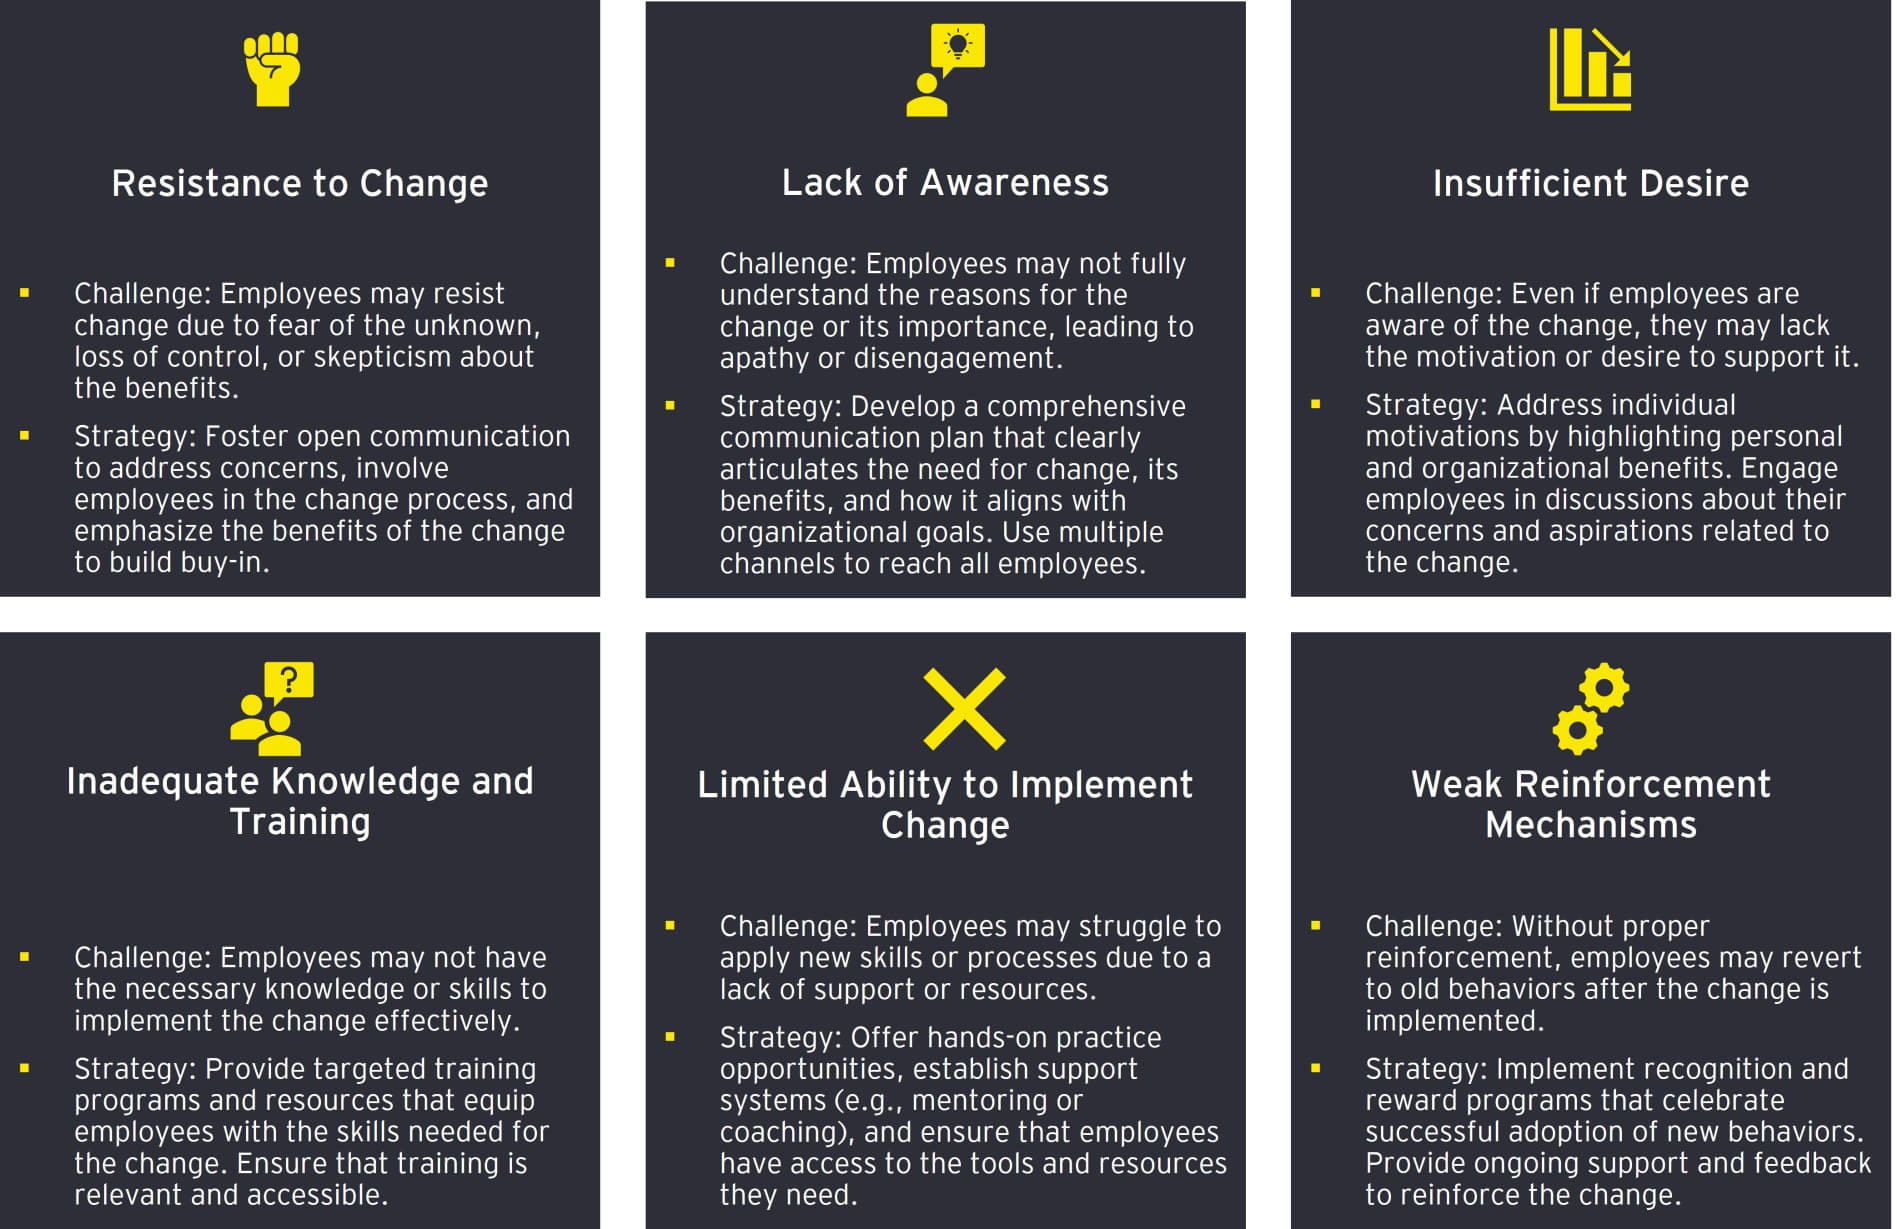 Resistance to Change
Challenge: Employees may resist
change due to fear of the unknown,
loss of control, or skepticism about
the benefits.
Strategy: Foster open communication
to address concerns, involve
employees in the change process, and
emphasize the benefits of the change
to build buy-in.
Lack of Awareness
Challenge: Employees may not fully
understand the reasons for the
change or its importance, leading to
apathy or disengagement.
Strategy: Develop a comprehensive
communication plan that clearly
articulates the need for change, its
benefits, and how it aligns with
organizational goals. Use multiple
channels to reach all employees.
Insufficient Desire
Challenge: Even if employees are
aware of the change, they may lack
the motivation or desire to support it.
Strategy: Address individual
motivations by highlighting personal
and organizational benefits. Engage
employees in discussions about their
concerns and aspirations related to
the change.
?
Inadequate Knowledge and
Training
Challenge: Employees may not have
the necessary knowledge or skills to
implement the change effectively.
Strategy: Provide targeted training
programs and resources that equip
employees with the skills needed for
the change. Ensure that training is
relevant and accessible.
Limited Ability to Implement
Change
Challenge: Employees may struggle to
apply new skills or processes due to a
lack of support or resources.
Strategy: Offer hands-on practice
opportunities, establish support
systems (e.g., mentoring or
coaching), and ensure that employees
have access to the tools and resources
they need.
Weak Reinforcement
Mechanisms
Challenge: Without proper
reinforcement, employees may revert
to old behaviors after the change is
implemented.
Strategy: Implement recognition and
reward programs that celebrate
successful adoption of new behaviors.
Provide ongoing support and feedback
to reinforce the change.